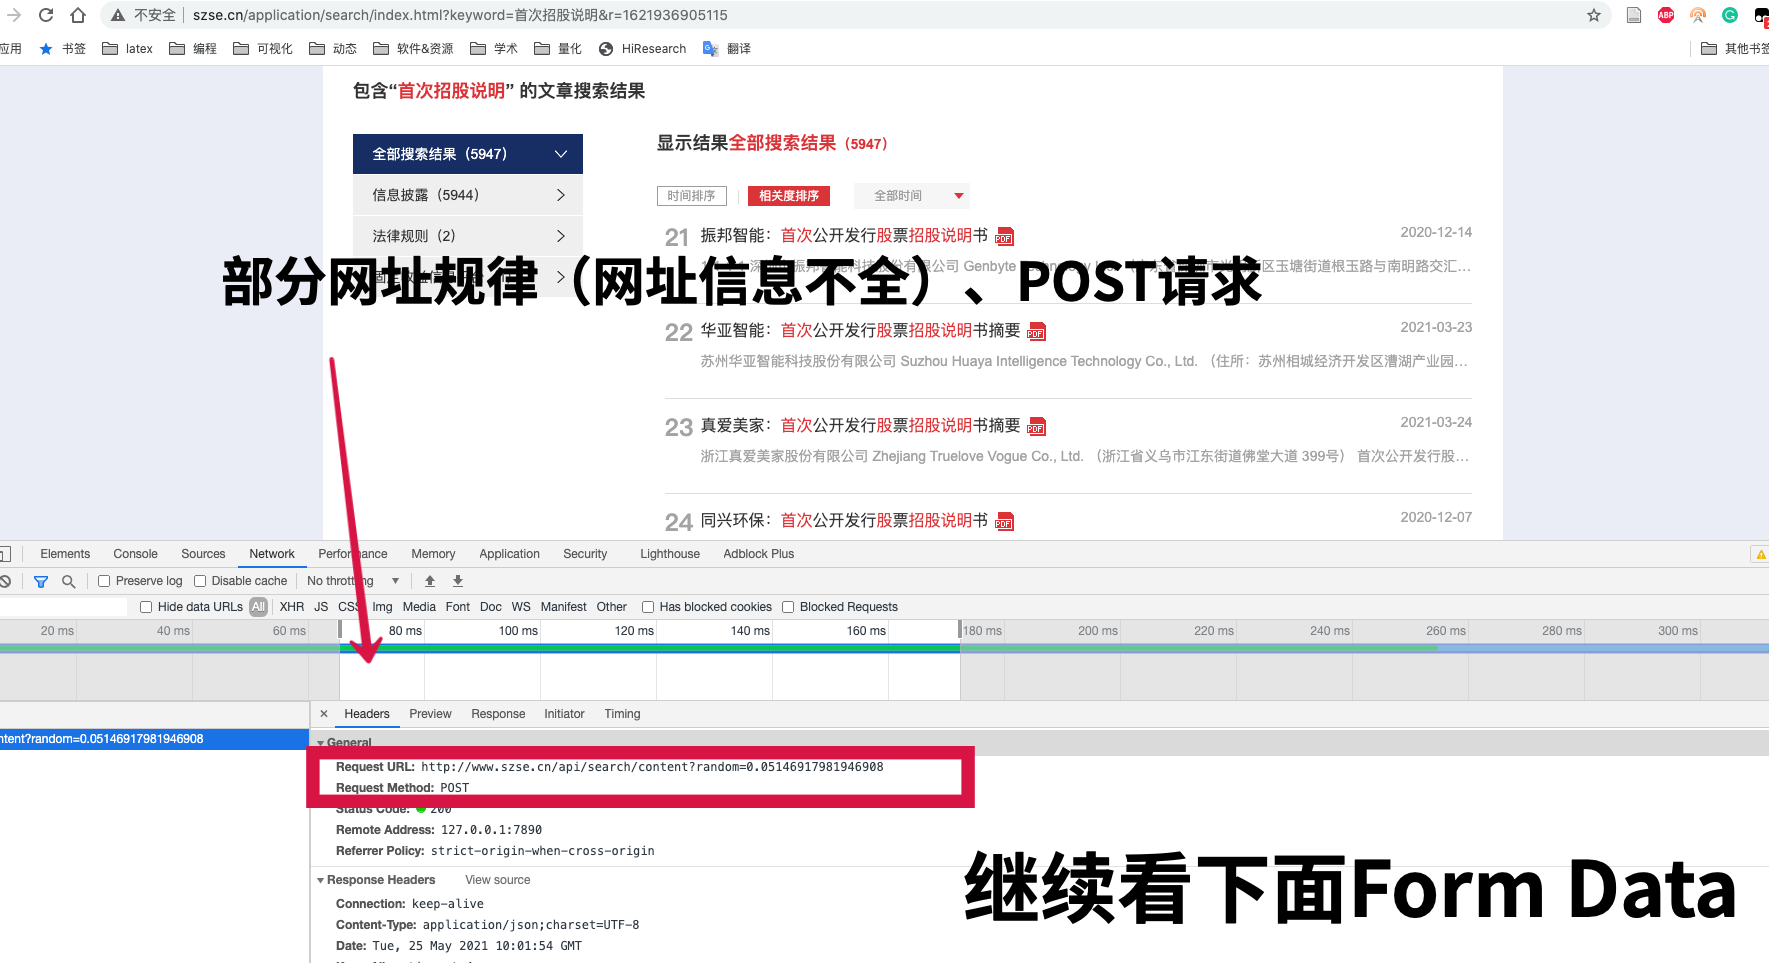 不安全 szse.cn/application/search/index.html?keyword=首次招股说明&r=1621936905115
应用 书签 latex 编程 可视化 动态 软件&资源 学术 量化 HiResearch 翻译 其他书签
包含“首次招股说明” 的文章搜索结果
全部搜索结果（5947）
信息披露（5944）
法律规则（2）
显示结果全部搜索结果（5947）
时间排序 相关度排序 全部时间
21 振邦智能：首次公开发行股票招股说明书 PDF 2020-12-14
部分网址规律（网址信息不全）、POST请求
22 华亚智能：首次公开发行股票招股说明书摘要 PDF 2021-03-23
苏州华亚智能科技股份有限公司 Suzhou Huaya Intelligence Technology Co., Ltd. （住所：苏州相城经济开发区漕湖产业园...
23 真爱美家：首次公开发行股票招股说明书摘要 PDF 2021-03-24
浙江真爱美家股份有限公司 Zhejiang Truelove Vogue Co., Ltd. （浙江省义乌市江东街道佛堂大道 399号） 首次公开发行股...
24 同兴环保：首次公开发行股票招股说明书 PDF 2020-12-07
Elements Console Sources Network Performance Memory Application Security Lighthouse Adblock Plus
Preserve log Disable cache No throttling
Hide data URLs All XHR JS CSS Img Media Font Doc WS Manifest Other Has blocked cookies Blocked Requests
20 ms 40 ms 60 ms 80 ms 100 ms 120 ms 140 ms 160 ms 180 ms 200 ms 220 ms 240 ms 260 ms 280 ms 300 ms
× Headers Preview Response Initiator Timing
ntent?random=0.05146917981946908
General
Request URL: http://www.szse.cn/api/search/content?random=0.05146917981946908
Request Method: POST
Status Code: 200
Remote Address: 127.0.0.1:7890
Referrer Policy: strict-origin-when-cross-origin
继续看下面Form Data
Response Headers View source
Connection: keep-alive
Content-Type: application/json;charset=UTF-8
Date: Tue, 25 May 2021 10:01:54 GMT